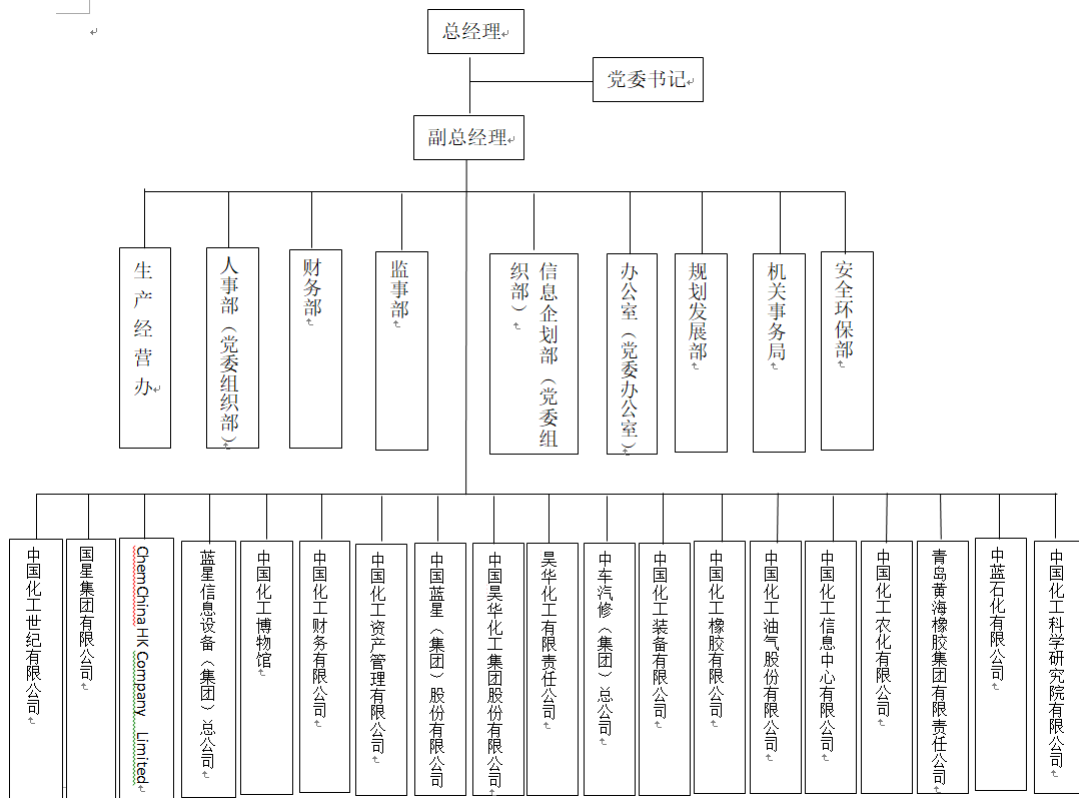 总经理
党委书记
副总经理
生产经营办
人事部（党委组织部）
财务部
监事部
信息企划部（党委组
织部）
办公室（党委办公室）
规划发展部
机关事务局
安全环保部
中国化工世纪有限公司
国星集团有限公司
ChemChina HK Company Limited
蓝星信息设备（集团）总公司
中国化工博物馆
中国化工财务有限公司
中国化工资产管理有限公司
中国蓝星（集团）股份有限公司
中国昊华化工集团股份有限公司
昊华化工有限责任公司
中车汽修（集团）总公司
中国化工装备有限公司
中国化工橡胶有限公司
中国化工油气股份有限公司
中国化工信息中心有限公司
中国化工农化有限公司
青岛黄海橡胶集团有限责任公司
中蓝石化有限公司
中国化工科学研究院有限公司